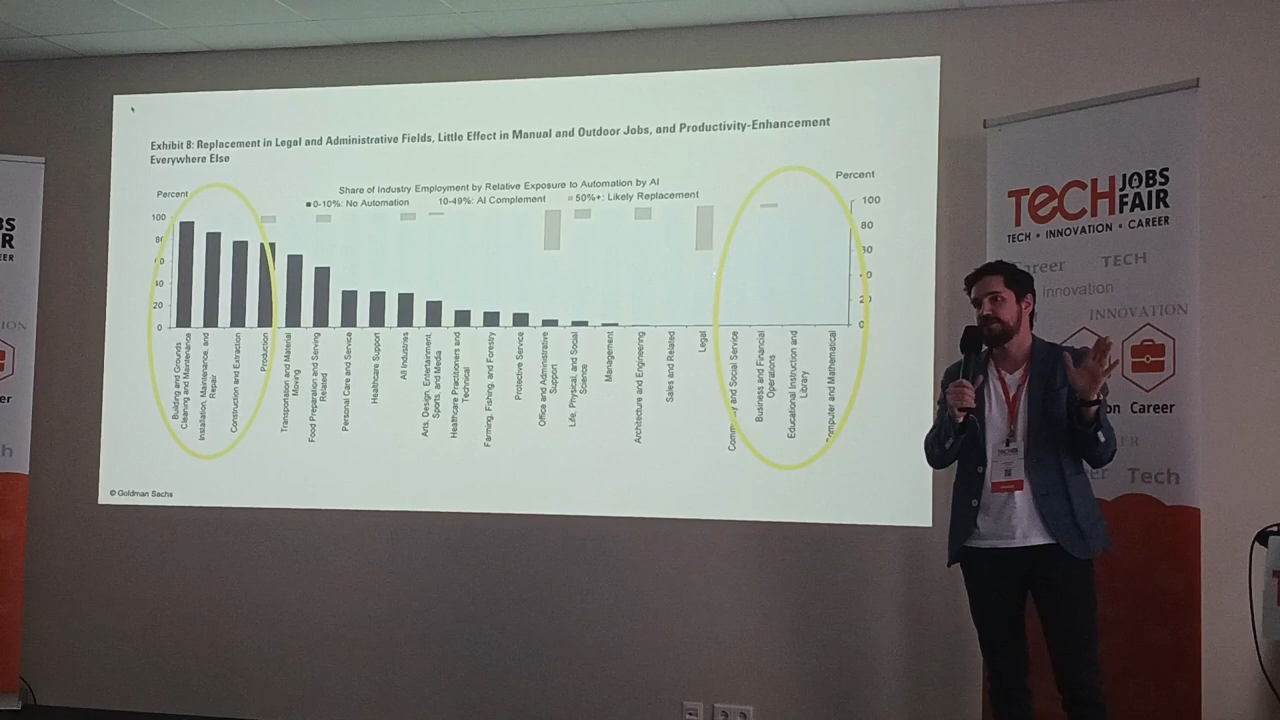 Exhibit 8: Replacement in Legal and Administrative Fields, Little Effect in Manual and Outdoor Jobs, and Productivity-Enhancement
Everywhere Else
Share of Industry Employment by Relative Exposure to Automation by AI
Percent
Percent
0-10%: No Automation
10-49%: AI Complement
50%+: Likely Replacement
100
40
20
0
100
80
0
Building and Grounds
Cleaning and Maintenance
Installation, Maintenance, and
Repair
Construction and Extraction
Production
Transportation and Material
Moving
Food Preparation and Serving
Related
Personal Care and Service
Healthcare Support
All Industries
Arts, Design, Entertainment,
Sports, and Media
Healthcare Practitioners and
Technical
Farming, Fishing, and Forestry
Protective Service
Office and Administrative
Support
Life, Physical, and Social
Science
Management
Architecture and Engineering
Sales and Related
Legal
and Social Service
Business and Financial
Operations
Educational Instruction and
Library
and Mathematical
© Goldman Sachs
TECH JOBS
FAIR
TECH • INNOVATION • CAREER
Career
TECH
Innovation
INNOVATION
Career
Tech